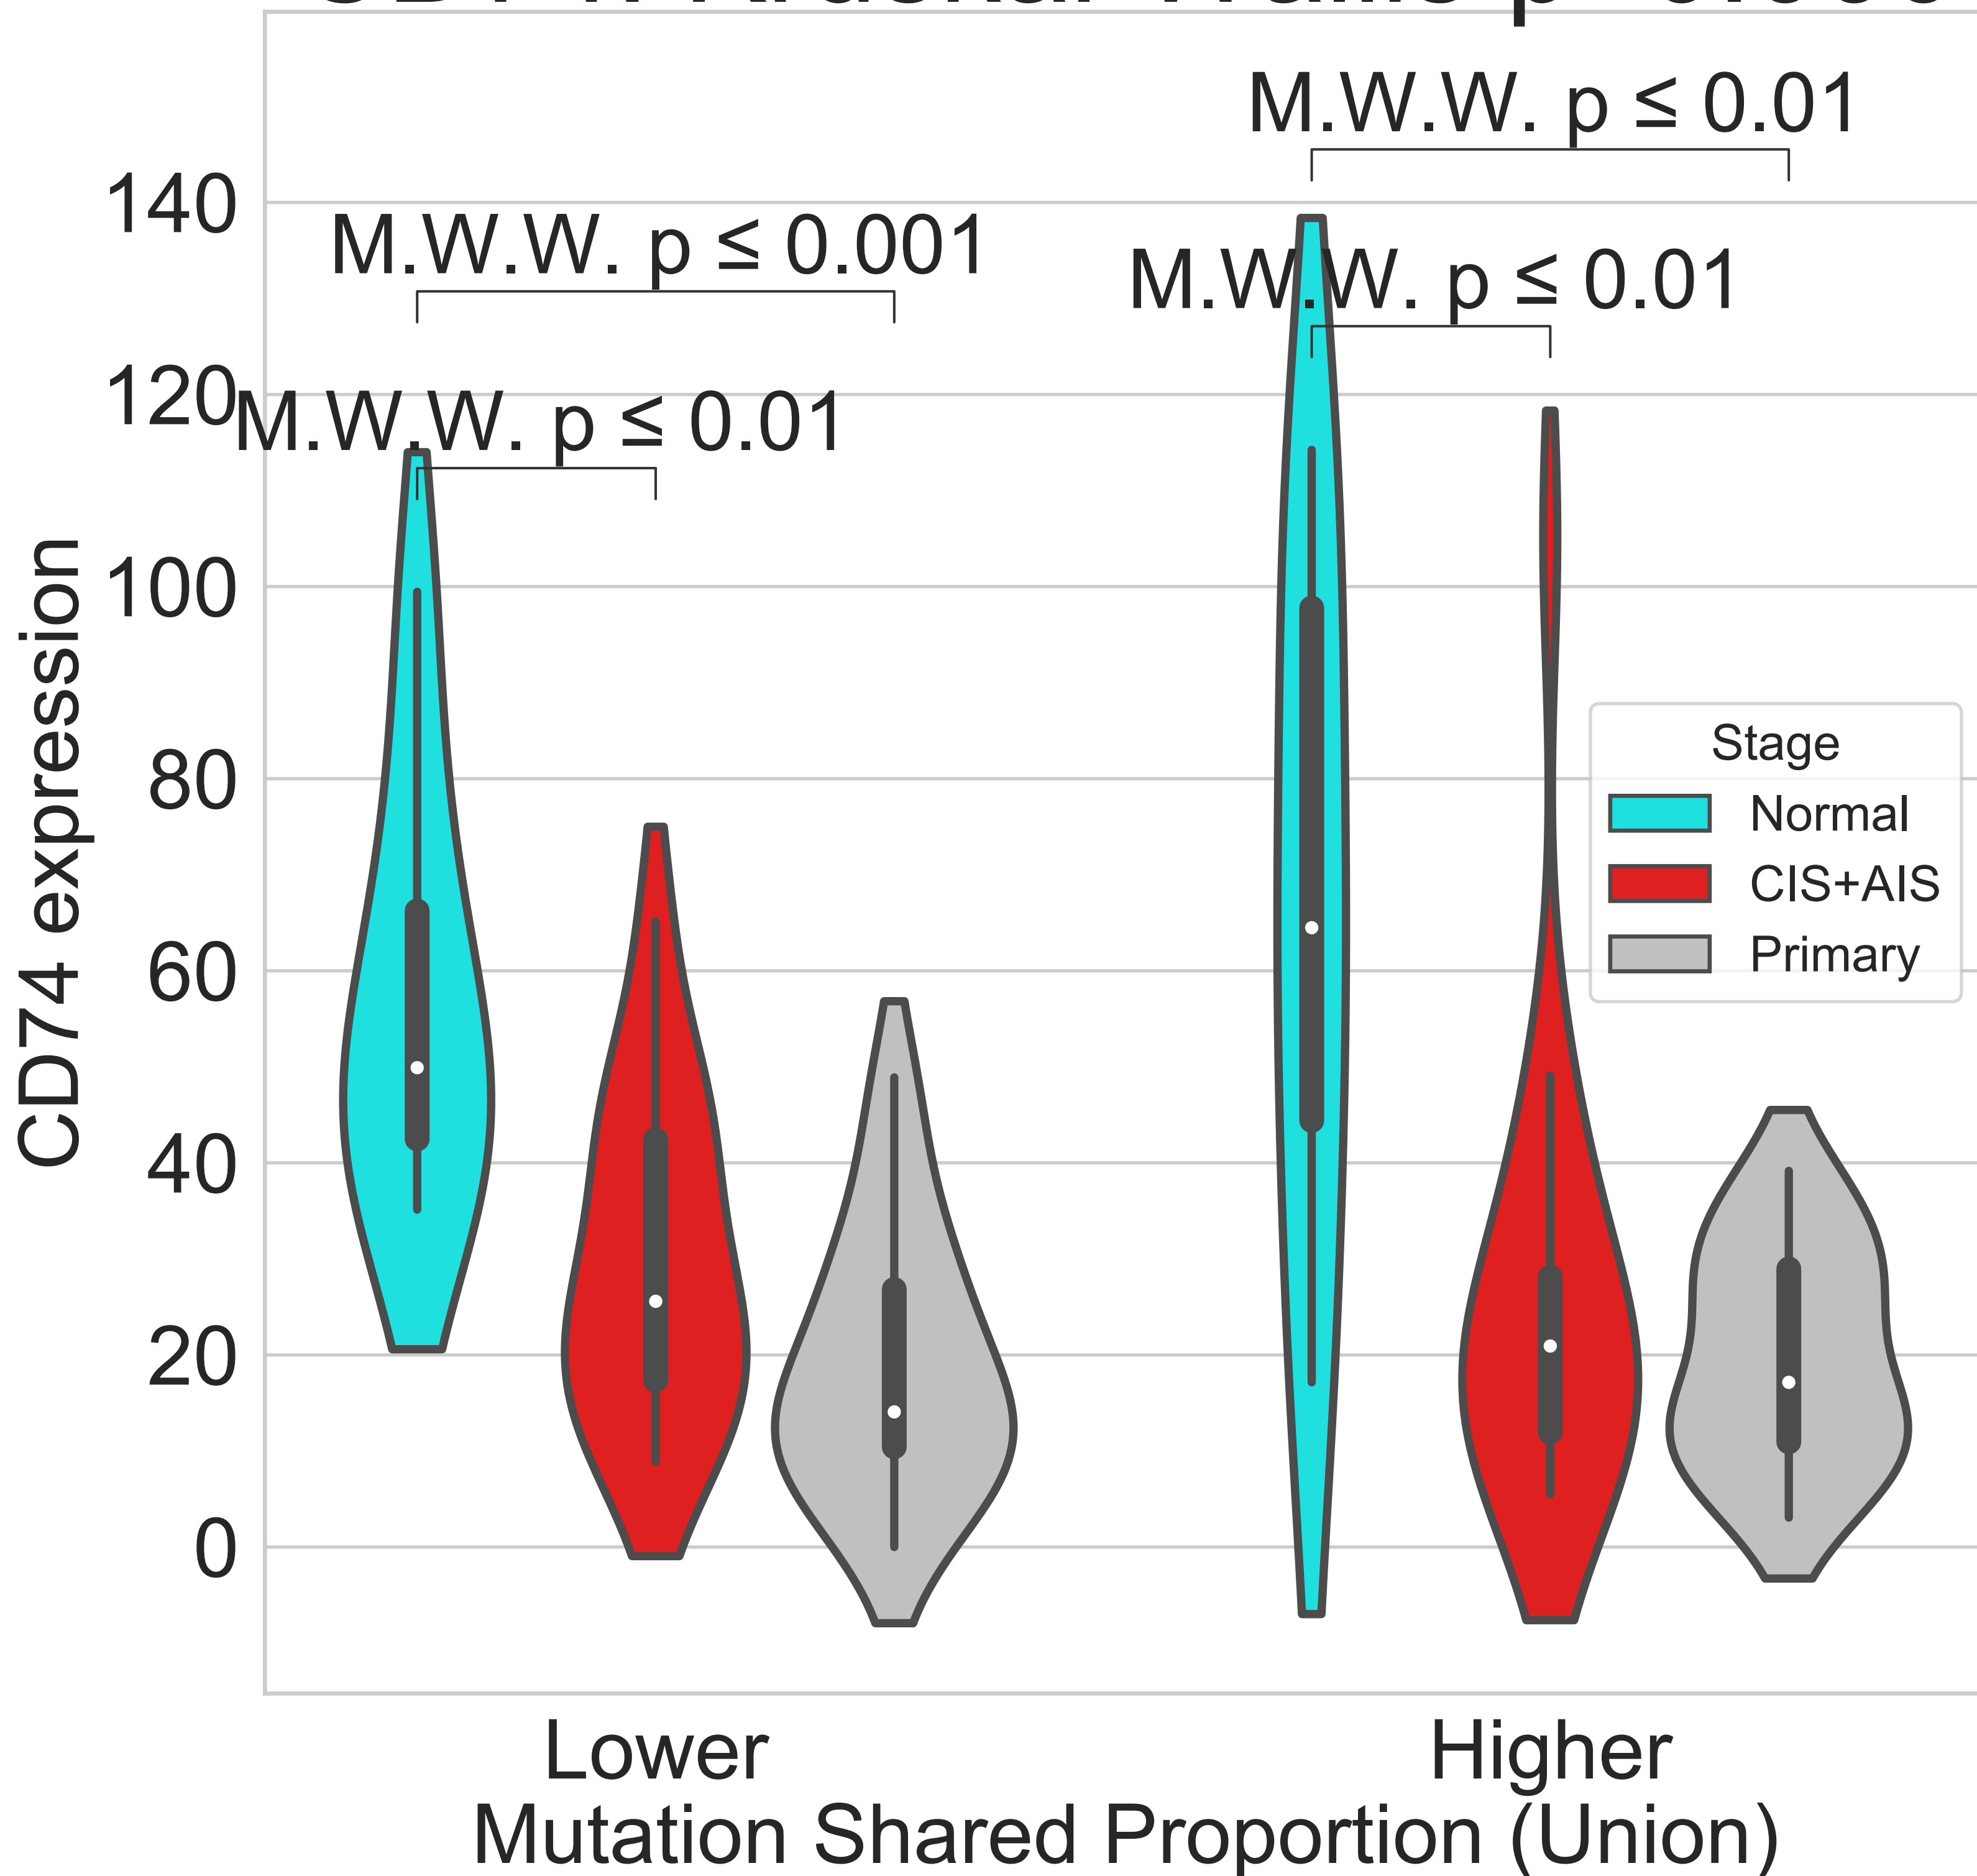 M.W.W. p ≤ 0.01
140
M.W.W. p ≤ 0.001
M.W.W. p ≤ 0.01
120
M.W.W. p ≤ 0.01
100
80
60
40
20
0
CD74 expression
Stage
Normal
CIS+AIS
Primary
Lower
Higher
Mutation Shared Proportion (Union)